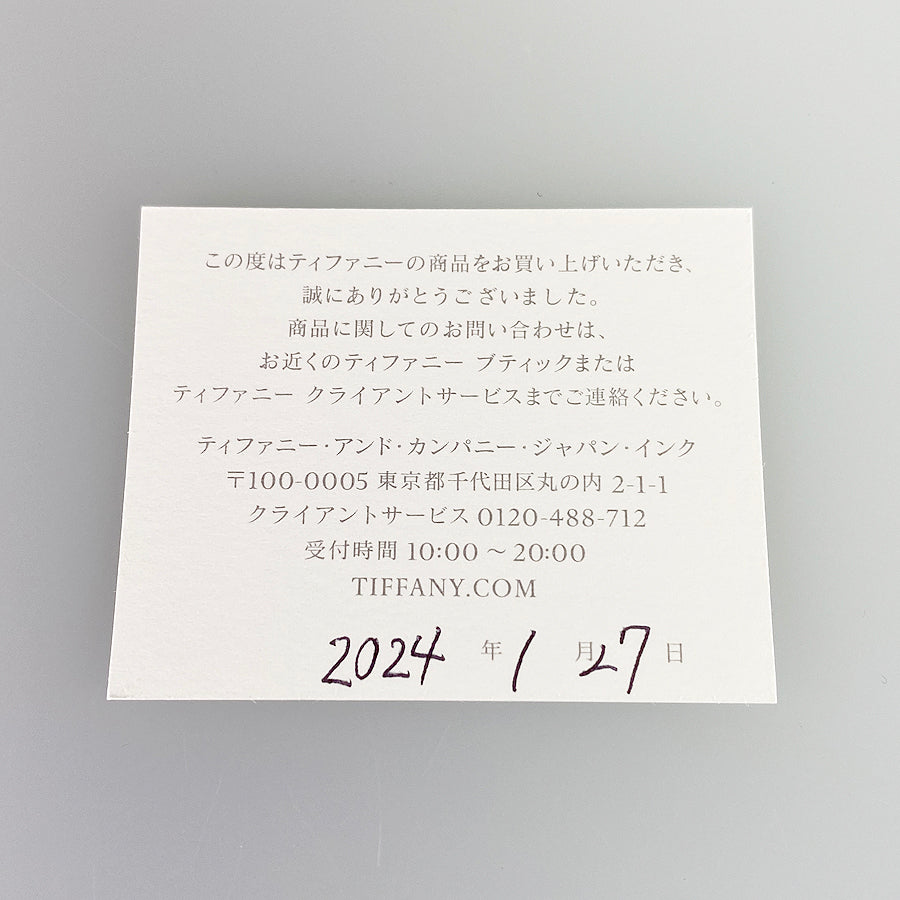 この度はティファニーの商品をお買い上げいただき、
誠にありがとうございました。
商品に関してのお問い合わせは、
お近くのティファニー ブティックまたは
ティファニー クライアントサービスまでご連絡ください。
ティファニー・アンド・カンパニー・ジャパン・インク
〒100-0005 東京都千代田区丸の内 2-1-1
クライアントサービス 0120-488-712
受付時間 10:00 ～ 20:00
TIFFANY.COM
2024 年 1 月 27 日